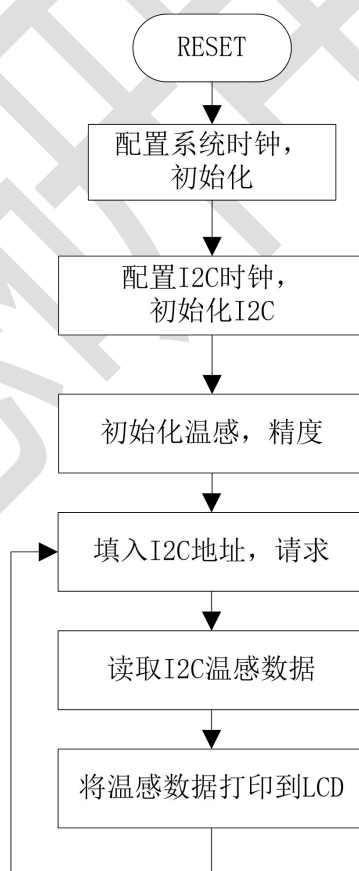 RESET
配置系统时钟，
初始化
配置I2C时钟，
初始化I2C
初始化温感，精度
填入I2C地址，请求
读取I2C温感数据
将温感数据打印到LCD